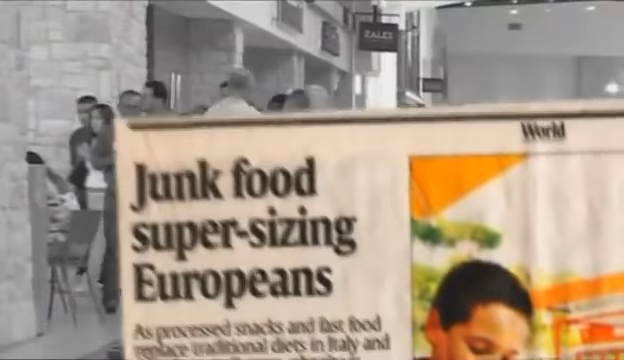 ZALES
World
Junk food
super-sizing
Europeans
As processed snacks and fast food
replace traditional diets in Italy and